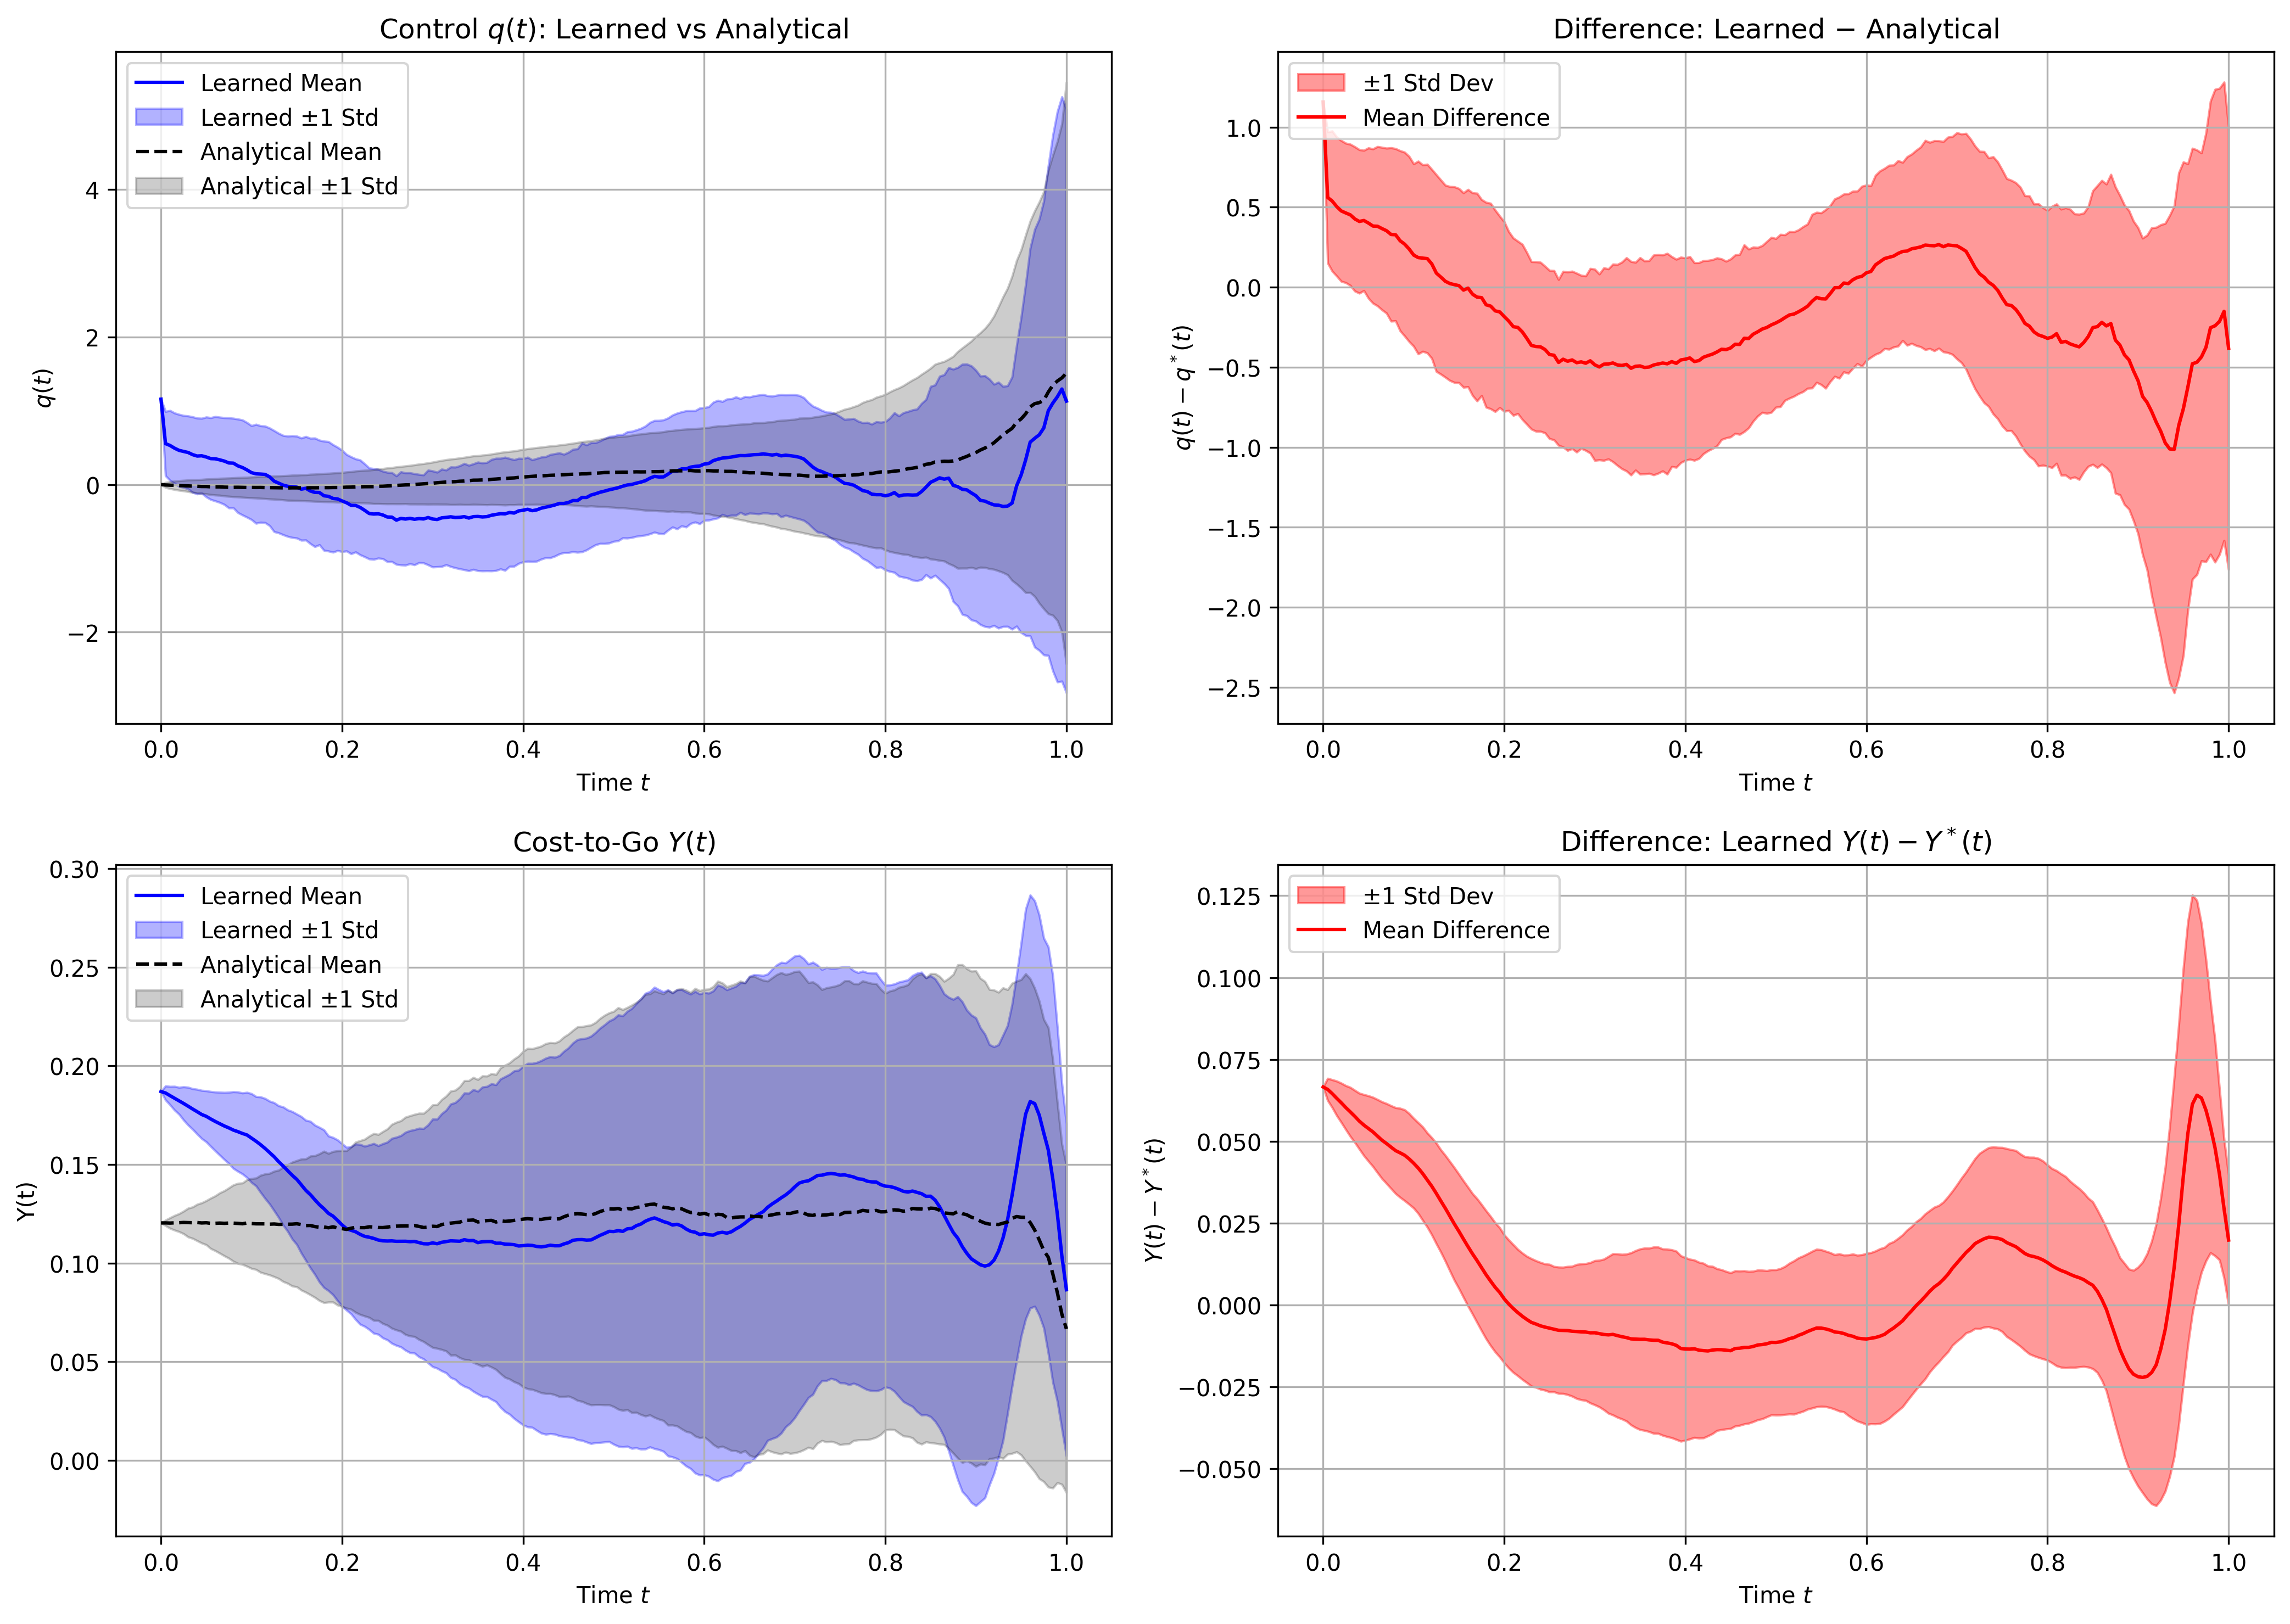 Control q(t): Learned vs Analytical
Learned Mean
Learned ±1 Std
Analytical Mean
Analytical ±1 Std
q(t)
4
2
0
−2
0.0 0.2 0.4 0.6 0.8 1.0
Time t
Difference: Learned − Analytical
±1 Std Dev
Mean Difference
q(t) − q*(t)
1.0
0.5
0.0
−0.5
−1.0
−1.5
−2.0
−2.5
0.0 0.2 0.4 0.6 0.8 1.0
Time t
Cost-to-Go Y(t)
Learned Mean
Learned ±1 Std
Analytical Mean
Analytical ±1 Std
Y(t)
0.30
0.25
0.20
0.15
0.10
0.05
0.00
0.0 0.2 0.4 0.6 0.8 1.0
Time t
Difference: Learned Y(t) − Y*(t)
±1 Std Dev
Mean Difference
Y(t) − Y*(t)
0.125
0.100
0.075
0.050
0.025
0.000
−0.025
−0.050
0.0 0.2 0.4 0.6 0.8 1.0
Time t